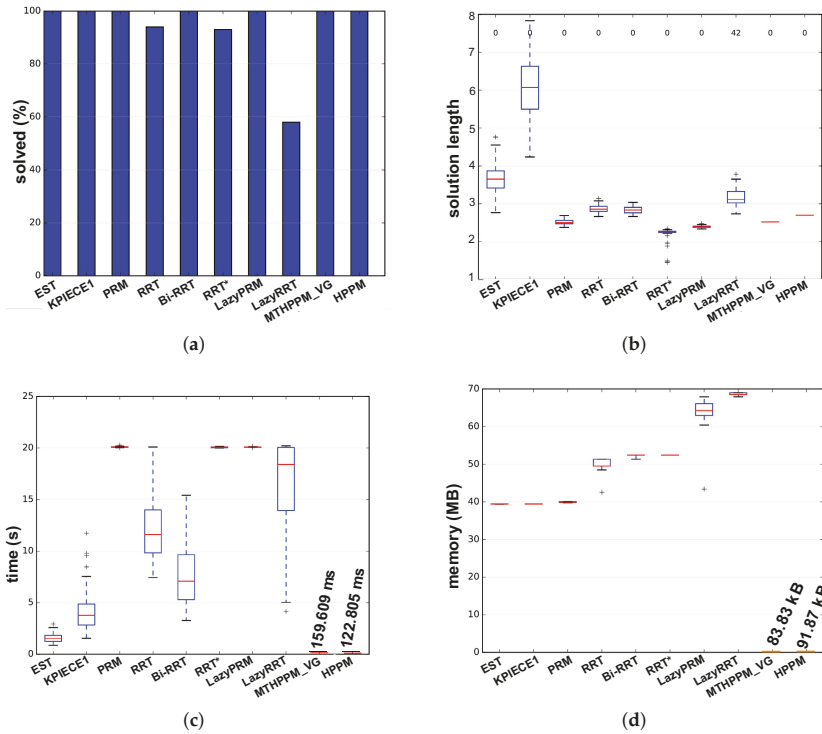 solved (%)
100
80
60
40
20
0
EST KPIECE1 PRM RRT Bi-RRT RRT* LazyPRM LazyRRT MTHPPM_VG HPPM
(a)
solution length
8
7
6
5
4
3
2
1
0 0 0 0 0 0 0 42 0 0
EST KPIECE1 PRM RRT Bi-RRT RRT* LazyPRM LazyRRT MTHPPM_VG HPPM
(b)
time (s)
25
20
15
10
5
0
159.609 ms
122.805 ms
EST KPIECE1 PRM RRT Bi-RRT RRT* LazyPRM LazyRRT MTHPPM_VG HPPM
(c)
memory (MB)
70
60
50
40
30
20
10
0
83.83 kB
91.87 kB
EST KPIECE1 PRM RRT Bi-RRT RRT* LazyPRM LazyRRT MTHPPM_VG HPPM
(d)